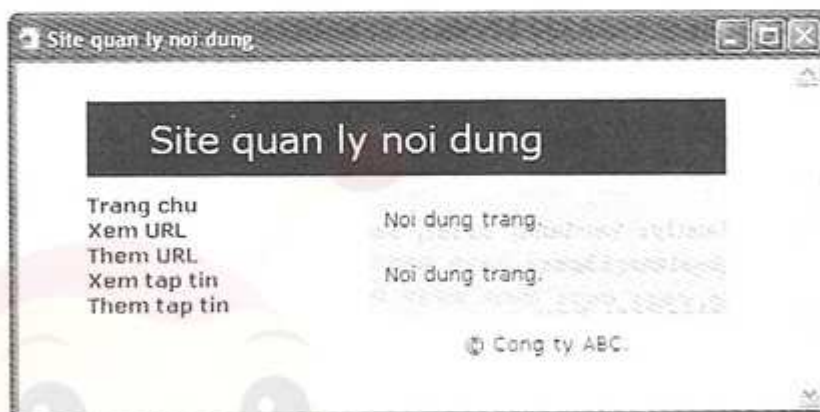 Site quan ly noi dung
Site quan ly noi dung
Trang chu
Xem URL
Them URL
Xem tap tin
Them tap tin
Noi dung trang.
Noi dung trang.
© Cong ty ABC.